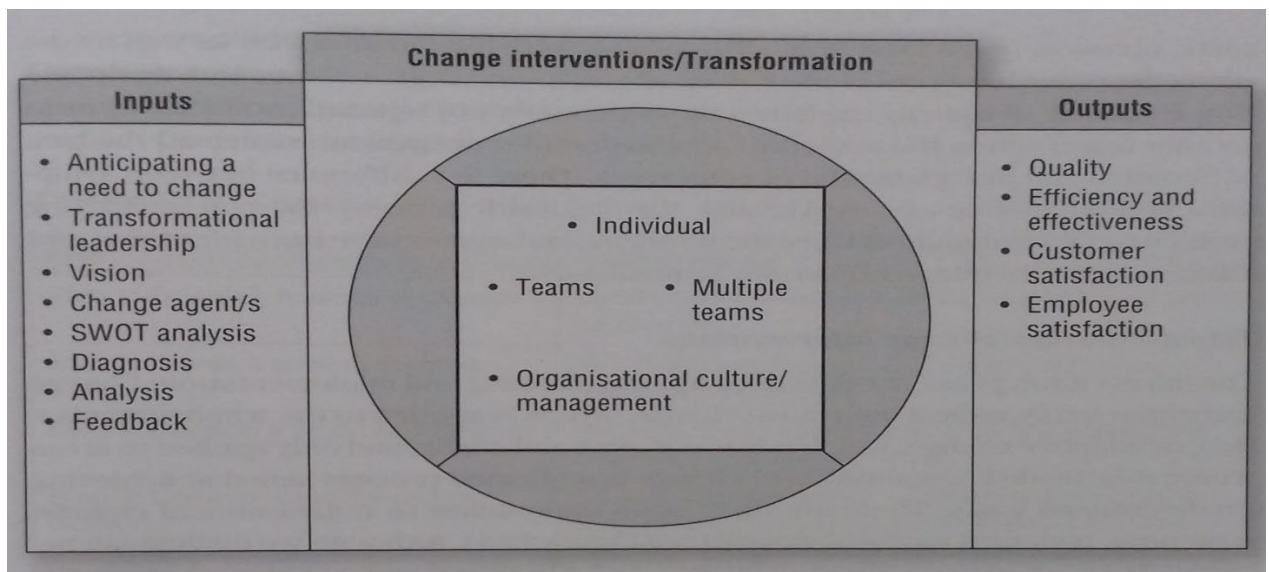 Change interventions/Transformation
Inputs
• Anticipating a
need to change
• Transformational
leadership
• Vision
• Change agent/s
• SWOT analysis
• Diagnosis
• Analysis
• Feedback
• Individual
• Teams
• Multiple
teams
• Organisational culture/
management
Outputs
• Quality
• Efficiency and
effectiveness
• Customer
satisfaction
• Employee
satisfaction